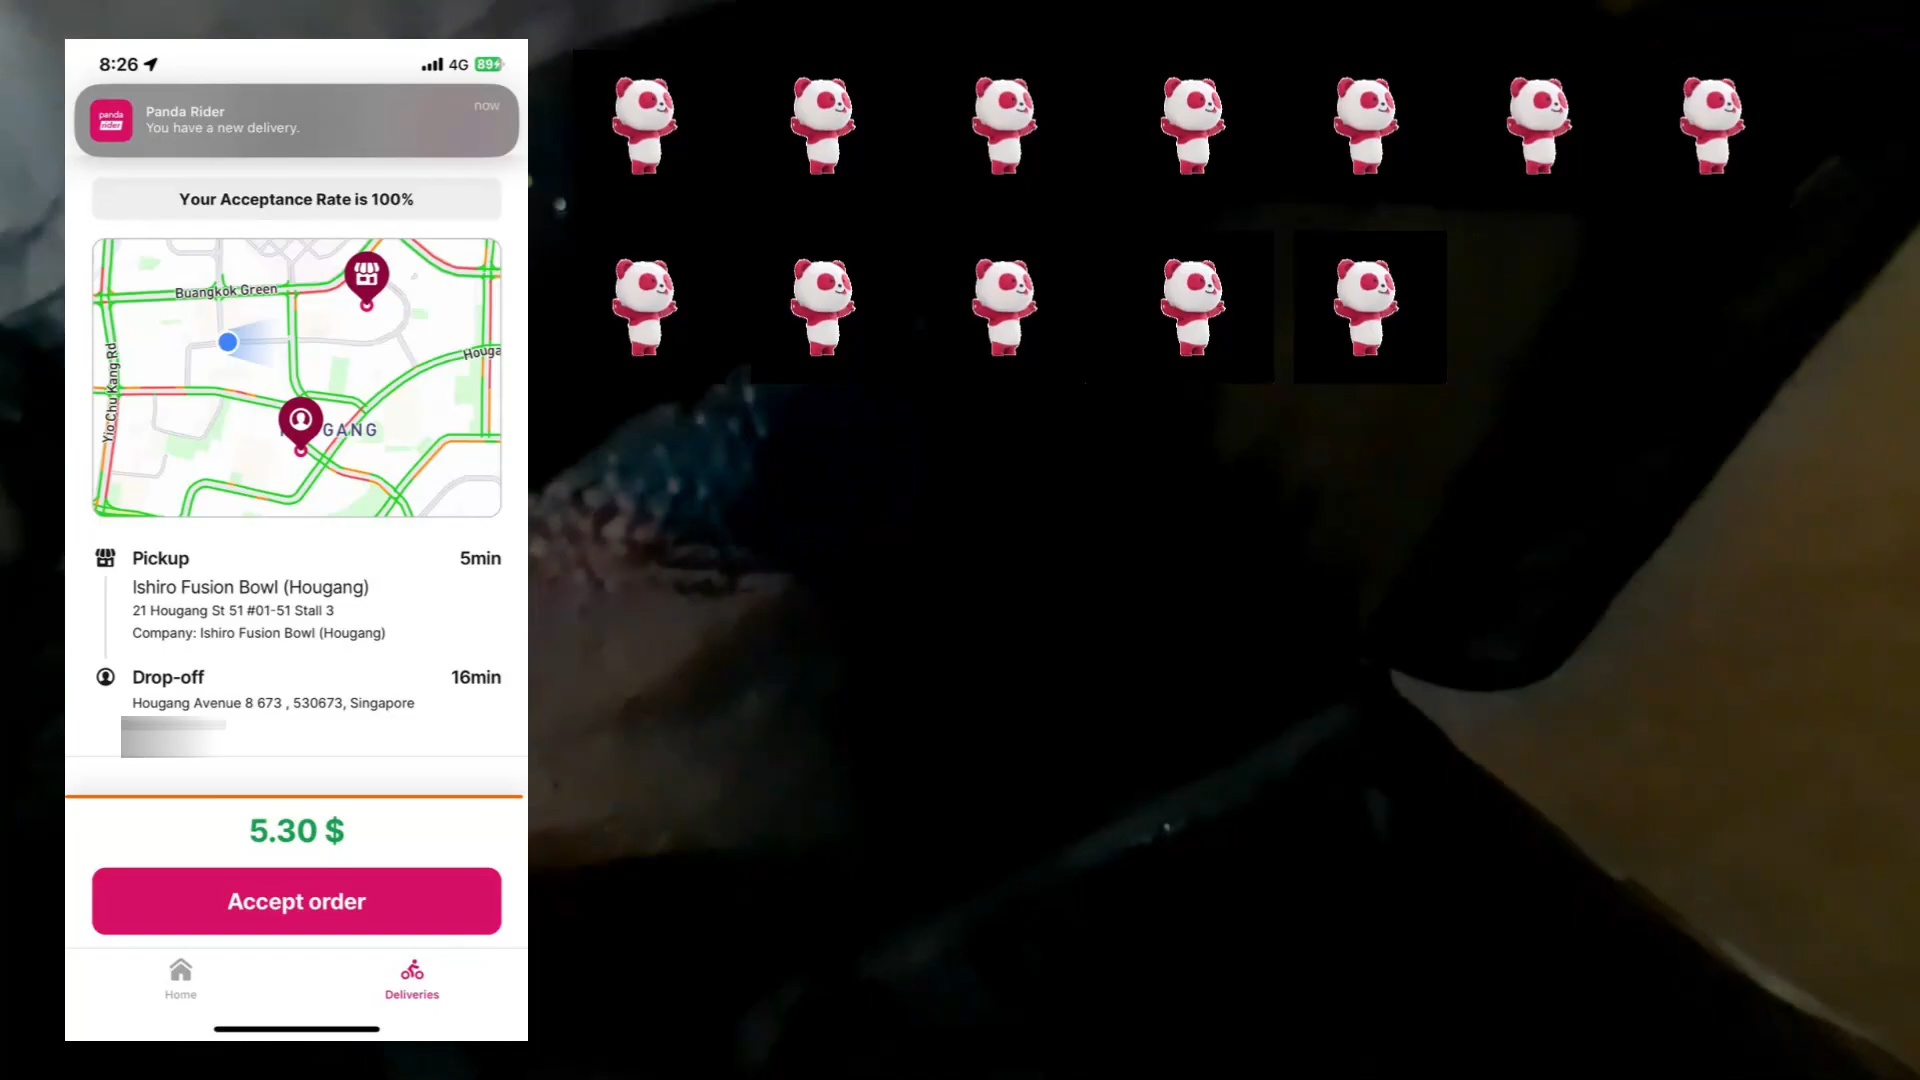 8:26
4G
89
panda
rider
Panda Rider
now
You have a new delivery.
Your Acceptance Rate is 100%
Buangkok Green
Yio Chu Kang Rd
Houga
GANG
Pickup
5min
Ishiro Fusion Bowl (Hougang)
21 Hougang St 51 #01-51 Stall 3
Company: Ishiro Fusion Bowl (Hougang)
Drop-off
16min
Hougang Avenue 8 673 , 530673, Singapore
5.30 $
Accept order
Home
Deliveries